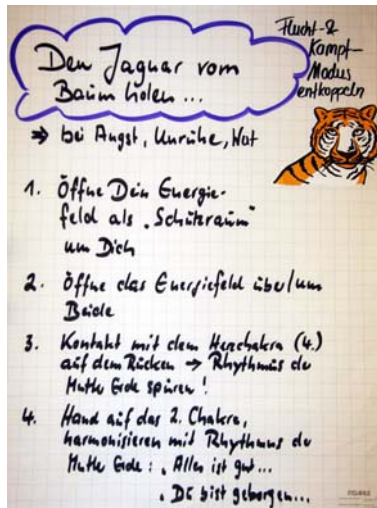 Den Jaguar vom
Baum holen...
Flucht- &
Kampf-
Modus
entkoppeln
⇒ bei Angst, Unruhe, Wut
1. Öffne Dein Energie-
feld als „Schutzraum"
um Dich
2. Öffne das Energiefeld über/um
Beide
3. Kontakt mit dem Herzchakra (4.)
auf dem Rücken → Rhythmus der
Mutter Erde spüren!
4. Hand auf das 2. Chakra,
harmonisieren mit Rhythmus der
Mutter Erde: „Alles ist gut...
„Du bist geborgen...